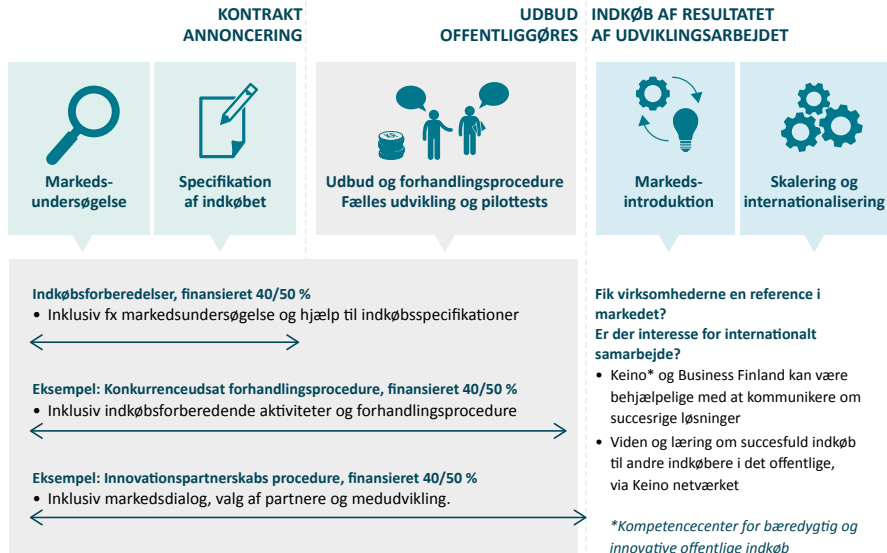 KONTRAKT
ANNONCERING
UDBUD
OFFENTLIGGØRES
INDKØB AF RESULTATET
AF UDVIKLINGSARBEJDET
Markeds-
undersøgelse
Specifikation
af indkøbet
Udbud og forhandlingsprocedure
Fælles udvikling og pilottests
Markeds-
introduktion
Skalering og
internationalisering
Indkøbsforberedelser, finansieret 40/50 %
• Inklusiv fx markedsundersøgelse og hjælp til indkøbsspecifikationer
Eksempel: Konkurrenceudsat forhandlingsprocedure, finansieret 40/50 %
• Inklusiv indkøbsforberedende aktiviteter og forhandlingsprocedure
Eksempel: Innovationspartnerskabs procedure, finansieret 40/50 %
• Inklusiv markedsdialog, valg af partnere og medudvikling.
Fik virksomhederne en reference i
markedet?
Er der interesse for internationalt
samarbejde?
• Keino* og Business Finland kan være
behjælpelige med at kommunikere om
succesrige løsninger
• Viden og læring om succesfuld indkøb
til andre indkøbere i det offentlige,
via Keino netværket
*Kompetencecenter for bæredygtig og
innovative offentlige indkøb